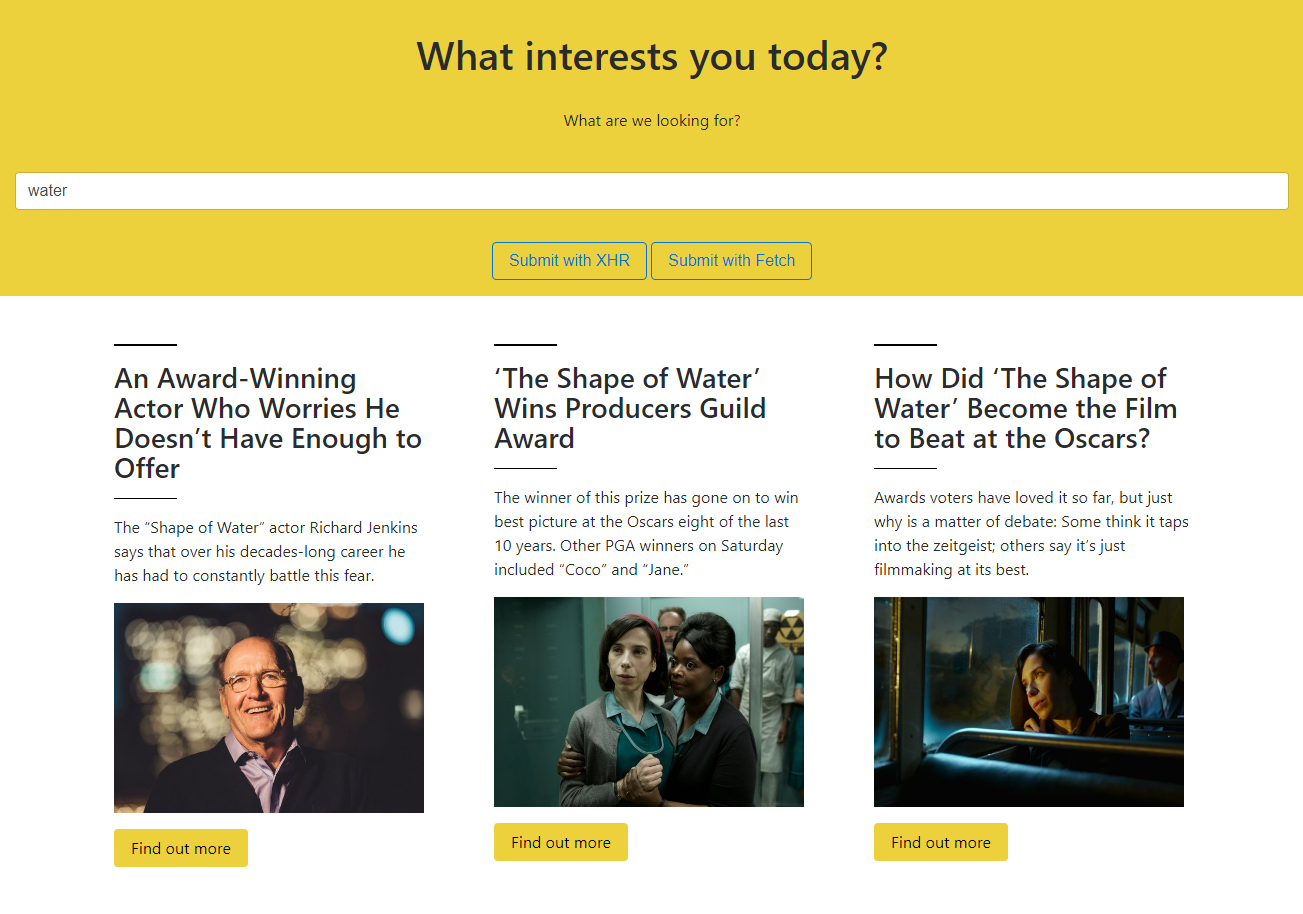 What interests you today?
What are we looking for?
water
Submit with XHR
Submit with Fetch
An Award-Winning
Actor Who Worries He
Doesn’t Have Enough to
Offer
The “Shape of Water” actor Richard Jenkins
says that over his decades-long career he
has had to constantly battle this fear.
Find out more
‘The Shape of Water’
Wins Producers Guild
Award
The winner of this prize has gone on to win
best picture at the Oscars eight of the last
10 years. Other PGA winners on Saturday
included “Coco” and “Jane.”
Find out more
How Did ‘The Shape of
Water’ Become the Film
to Beat at the Oscars?
Awards voters have loved it so far, but just
why is a matter of debate: Some think it taps
into the zeitgeist; others say it’s just
filmmaking at its best.
Find out more